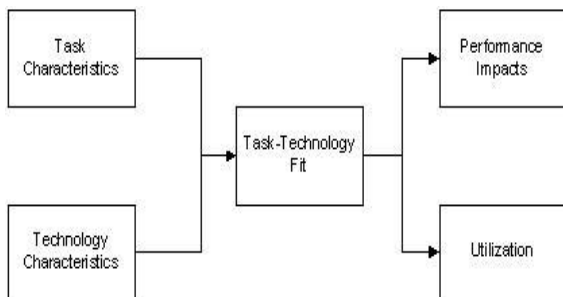 Task
Characteristics
Performance
Impacts
Task-Technology
Fit
Technology
Characteristics
Utilization